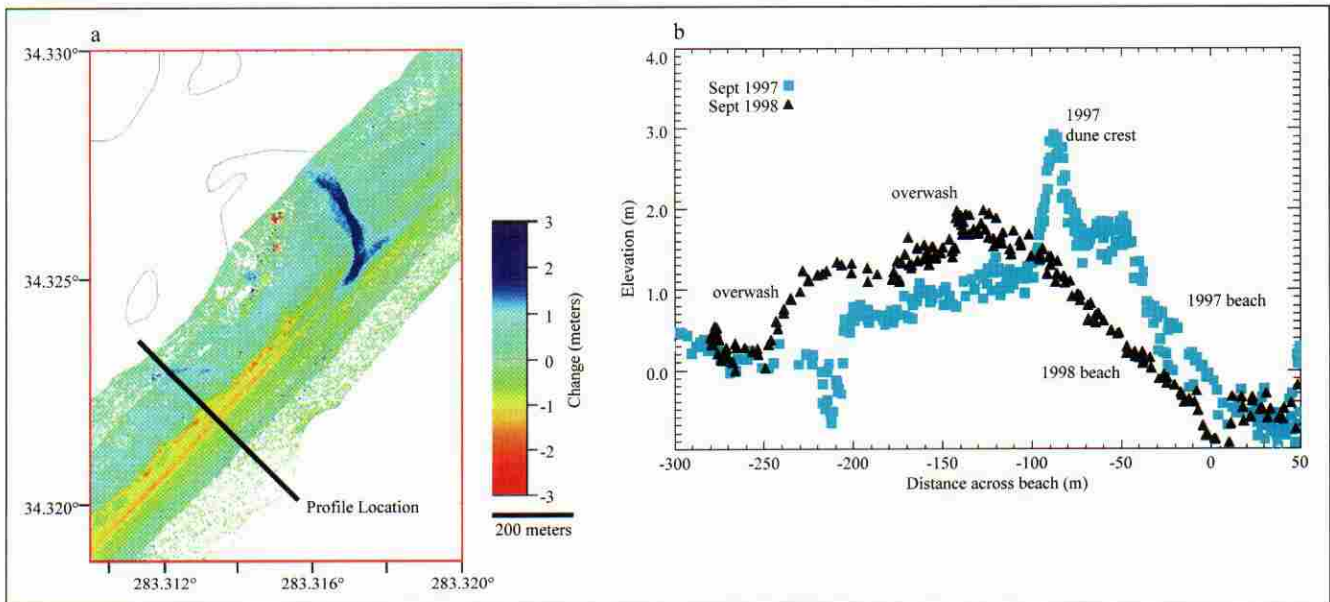 a
34.330°
34.325°
34.320°
283.312°
283.316°
283.320°
Profile Location
3
2
1
0
-1
-2
-3
Change (meters)
200 meters
b
4.0
3.0
2.0
1.0
0.0
Elevation (m)
Sept 1997
Sept 1998
1997
dune crest
overwash
overwash
1997 beach
1998 beach
-300
-250
-200
-150
-100
-50
0
50
Distance across beach (m)